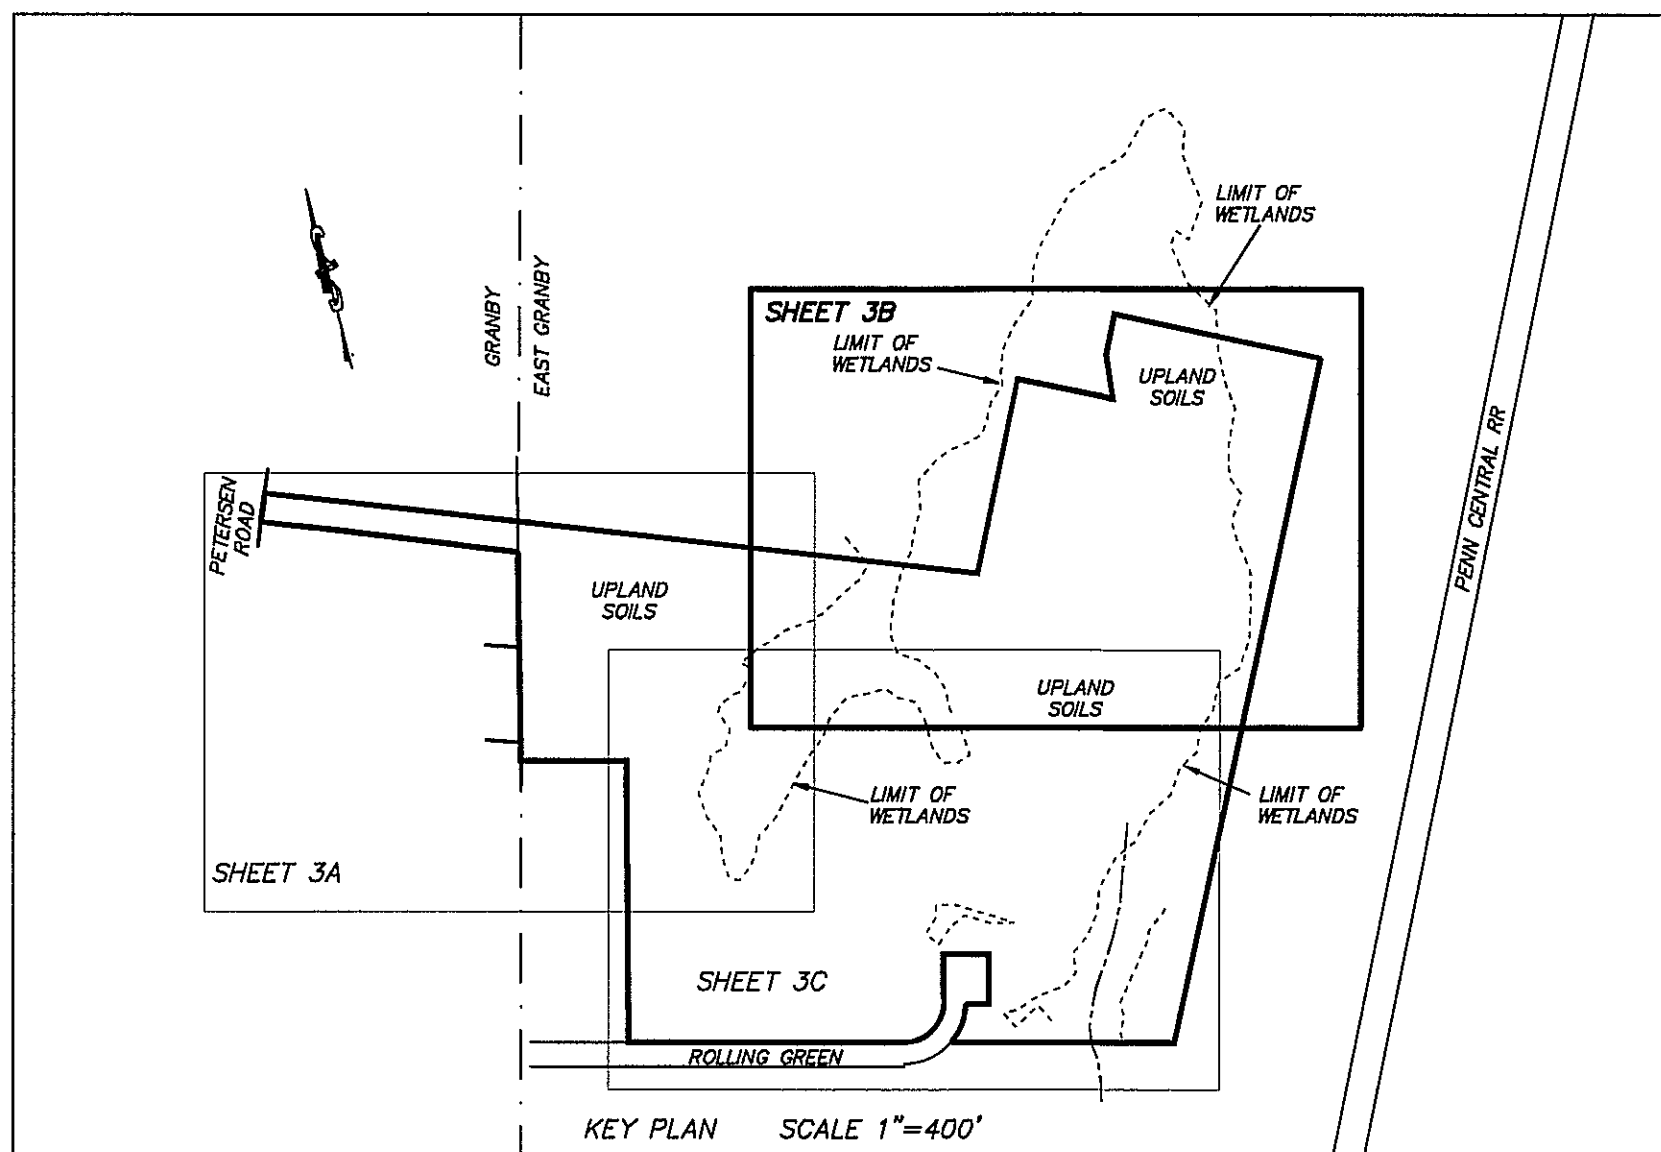 LIMIT OF
WETLANDS
GRANBY
EAST GRANBY
SHEET 3B
LIMIT OF
WETLANDS
UPLAND
SOILS
PENN CENTRAL RR
PETERSEN
ROAD
UPLAND
SOILS
UPLAND
SOILS
LIMIT OF
WETLANDS
LIMIT OF
WETLANDS
SHEET 3A
SHEET 3C
ROLLING GREEN
KEY PLAN SCALE 1"=400'